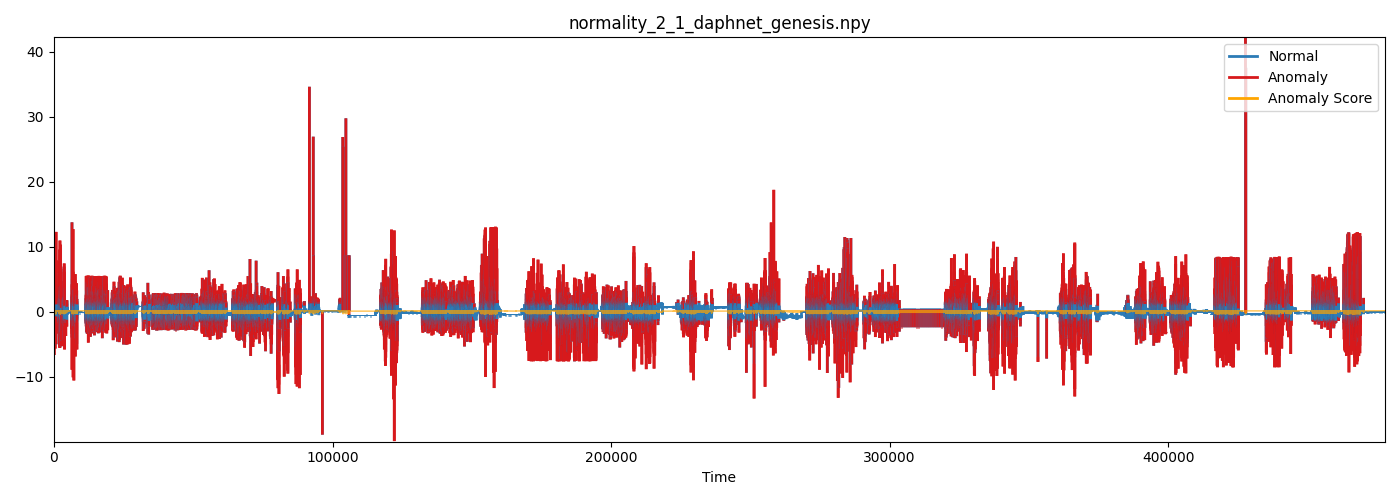 normality_2_1_daphnet_genesis.npy
40
30
20
10
0
−10
0
100000
200000
300000
400000
Time
Normal
Anomaly
Anomaly Score